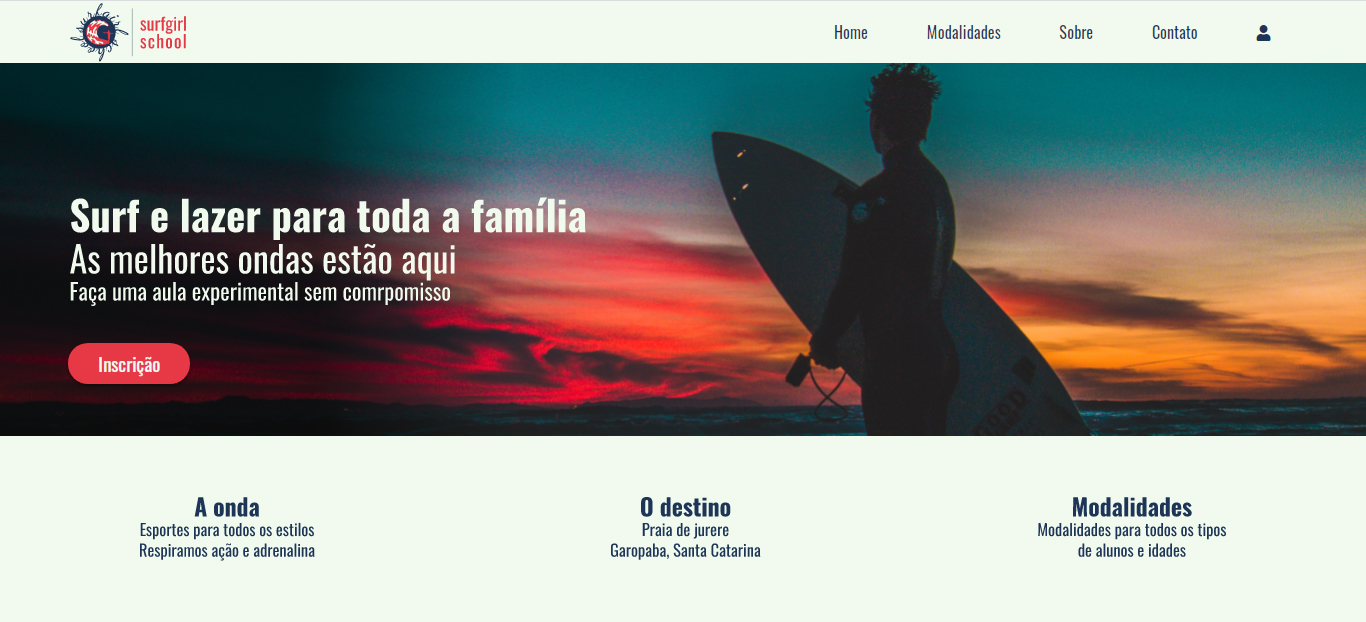 surfgirl
school
Home Modalidades Sobre Contato
Surf e lazer para toda a família
As melhores ondas estão aqui
Faça uma aula experimental sem comrpomisso
Inscrição
A onda
Esportes para todos os estilos
Respiramos ação e adrenalina
O destino
Praia de jurere
Garopaba, Santa Catarina
Modalidades
Modalidades para todos os tipos
de alunos e idades